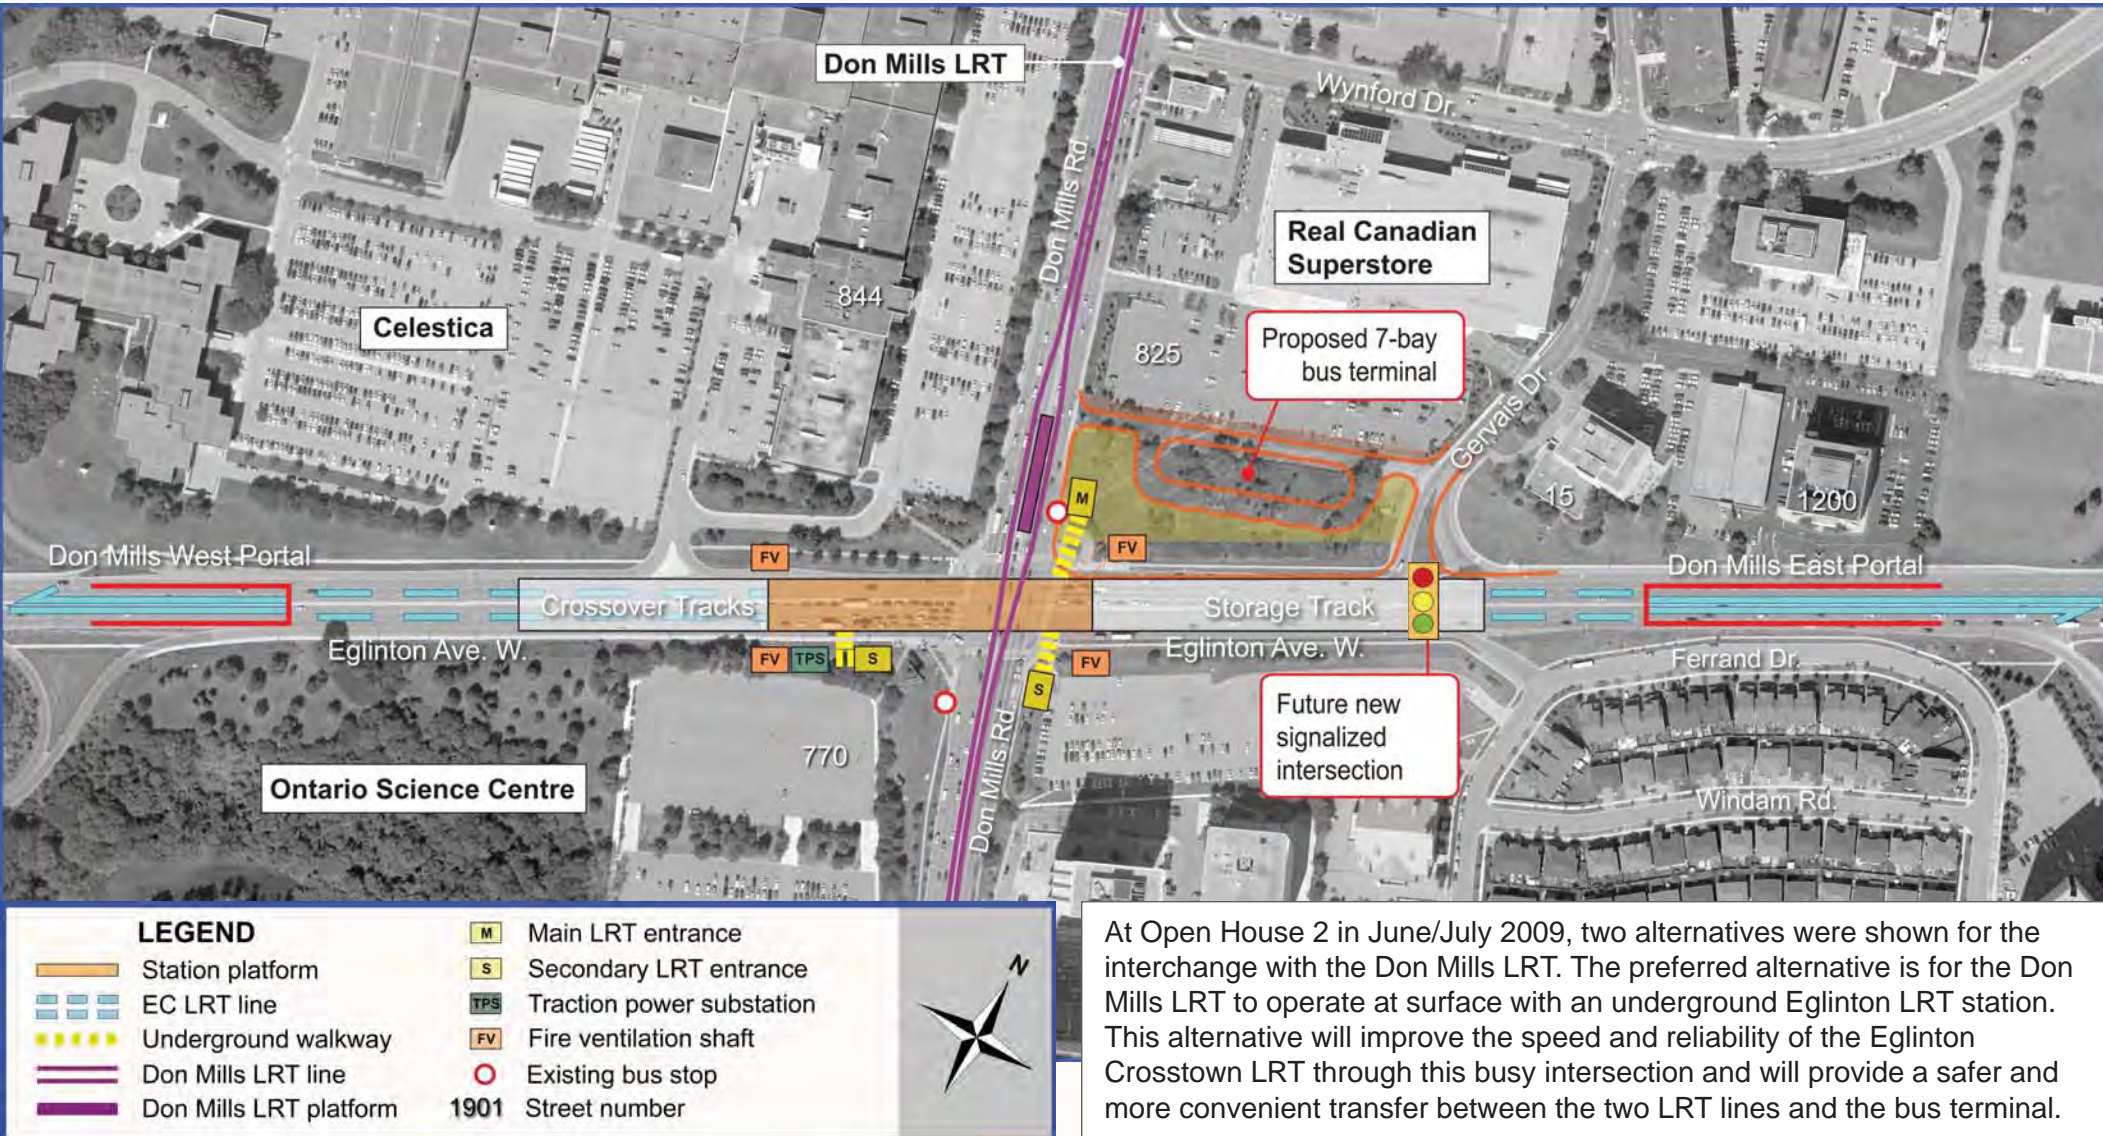 Don Mills LRT
Wynford Dr.
Don Mills Rd.
Real Canadian
Superstore
844
Celestica
825
Proposed 7-bay
bus terminal
Gervais Dr.
M
15
1200
FV
FV
Don Mills West Portal
Don Mills East Portal
Crossover Tracks
Storage Track
Eglinton Ave. W.
FV
TPS
S
FV
Eglinton Ave. W.
Ferrand Dr.
S
Future new
signalized
intersection
770
Don Mills Rd.
Ontario Science Centre
Windam Rd.
LEGEND
Station platform
EC LRT line
Underground walkway
Don Mills LRT line
Don Mills LRT platform
M Main LRT entrance
S Secondary LRT entrance
TPS Traction power substation
FV Fire ventilation shaft
Existing bus stop
1901 Street number
N
At Open House 2 in June/July 2009, two alternatives were shown for the
interchange with the Don Mills LRT. The preferred alternative is for the Don
Mills LRT to operate at surface with an underground Eglinton LRT station.
This alternative will improve the speed and reliability of the Eglinton
Crosstown LRT through this busy intersection and will provide a safer and
more convenient transfer between the two LRT lines and the bus terminal.